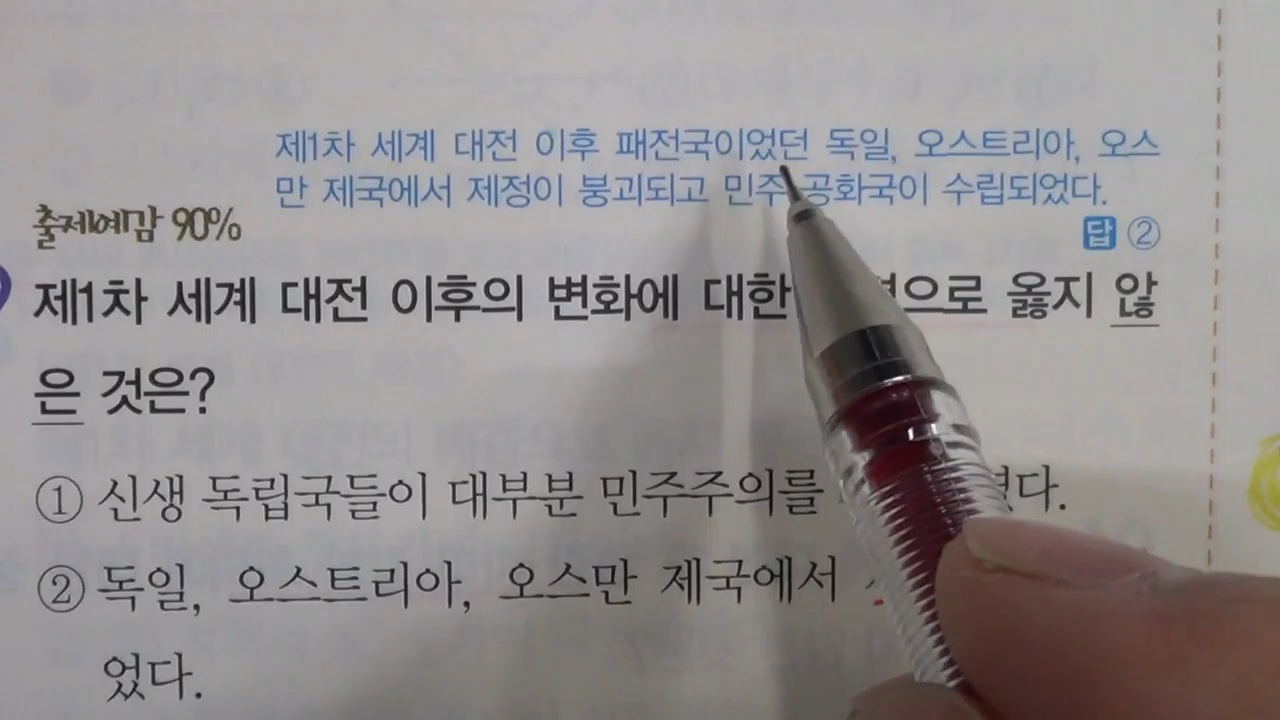 제1차 세계 대전 이후 패전국이었던 독일, 오스트리아, 오스
만 제국에서 제정이 붕괴되고 민주 공화국이 수립되었다.
답 ②
출제예감 90%
제1차 세계 대전 이후의 변화에 대한 으로 옳지 않
은 것은?
① 신생 독립국들이 대부분 민주주의를
② 독일, 오스트리아, 오스만 제국에서
었다.